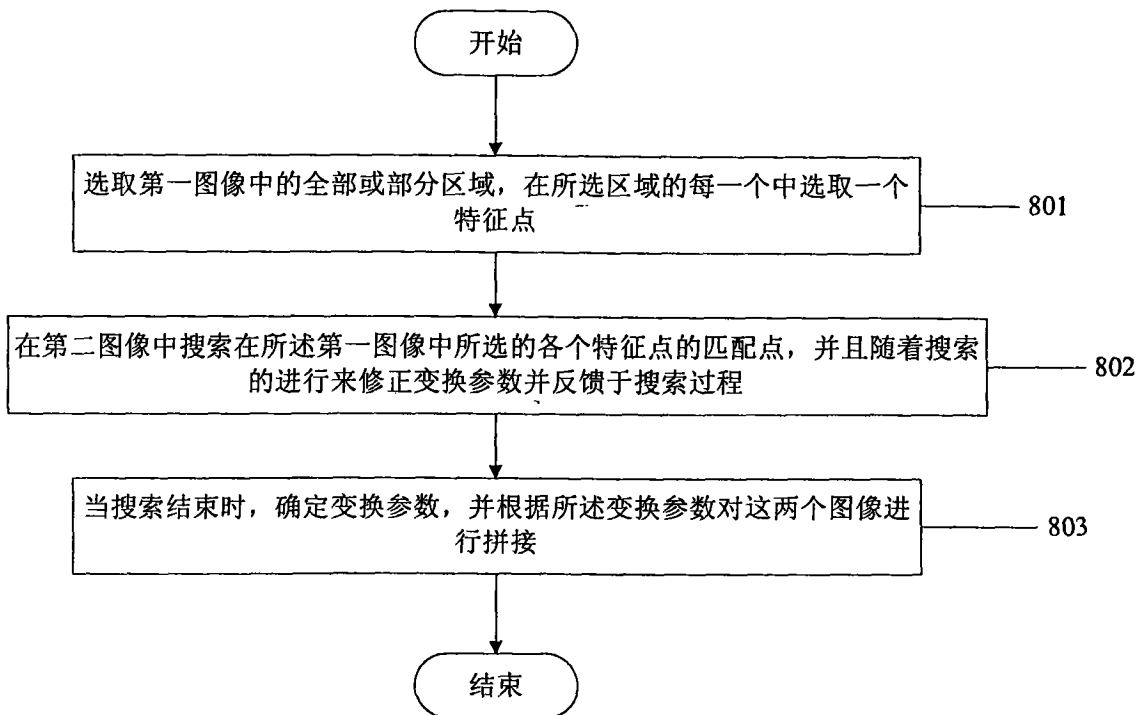 开始
选取第一图像中的全部或部分区域，在所选区域的每一个中选取一个
特征点
801
在第二图像中搜索在所述第一图像中所选的各个特征点的匹配点，并且随着搜索
的进行来修正变换参数并反馈于搜索过程
802
当搜索结束时，确定变换参数，并根据所述变换参数对这两个图像进
行拼接
803
结束